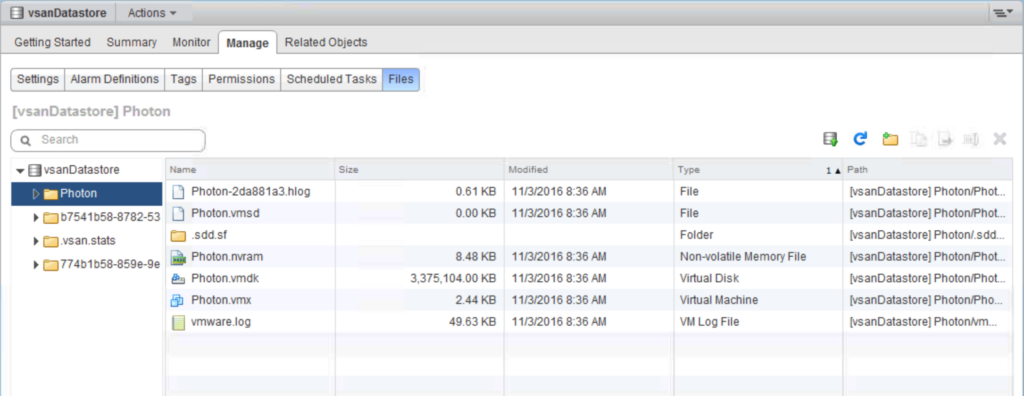 vsanDatastore Actions
Getting Started Summary Monitor Manage Related Objects
Settings Alarm Definitions Tags Permissions Scheduled Tasks Files
[vsanDatastore] Photon
Search
vsanDatastore
Photon
b7541b58-8782-53
.vsan.stats
774b1b58-859e-9e
Name Size Modified Type 1 Path
Photon-2da881a3.hlog 0.61 KB 11/3/2016 8:36 AM File [vsanDatastore] Photon/Phot...
Photon.vmsd 0.00 KB 11/3/2016 8:36 AM File [vsanDatastore] Photon/Phot...
.sdd.sf Folder [vsanDatastore] Photon/.sdd...
Photon.nvram 8.48 KB 11/3/2016 8:36 AM Non-volatile Memory File [vsanDatastore] Photon/Phot...
Photon.vmdk 3,375,104.00 KB 11/3/2016 8:36 AM Virtual Disk [vsanDatastore] Photon/Phot...
Photon.vmx 2.44 KB 11/3/2016 8:36 AM Virtual Machine [vsanDatastore] Photon/Pho...
vmware.log 49.63 KB 11/3/2016 8:36 AM VM Log File [vsanDatastore] Photon/vm...